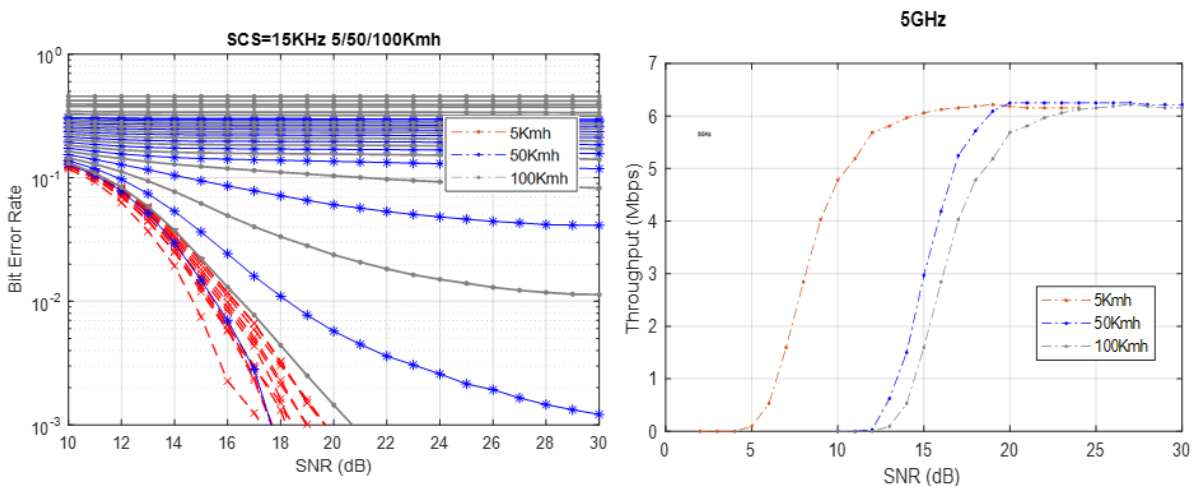 SCS=15KHz 5/50/100Kmh
10^0
10^-1
10^-2
10^-3
Bit Error Rate
10 12 14 16 18 20 22 24 26 28 30
SNR (dB)
5Kmh
50Kmh
100Kmh
5GHz
7
6
5
4
3
2
1
0
Throughput (Mbps)
0 5 10 15 20 25 30
SNR (dB)
5GHz
5Kmh
50Kmh
100Kmh